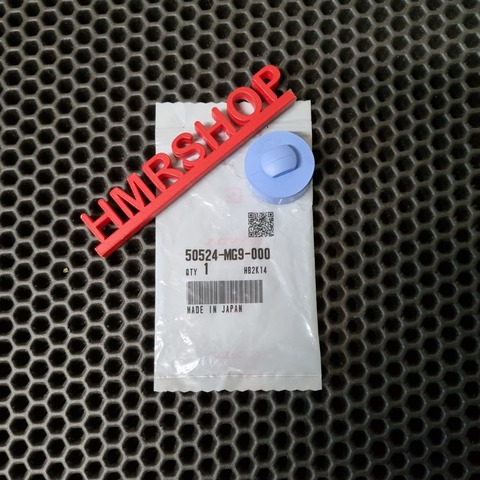 HMRSHOP
50524-MG9-000
QTY 1 HB2K14
MADE IN JAPAN